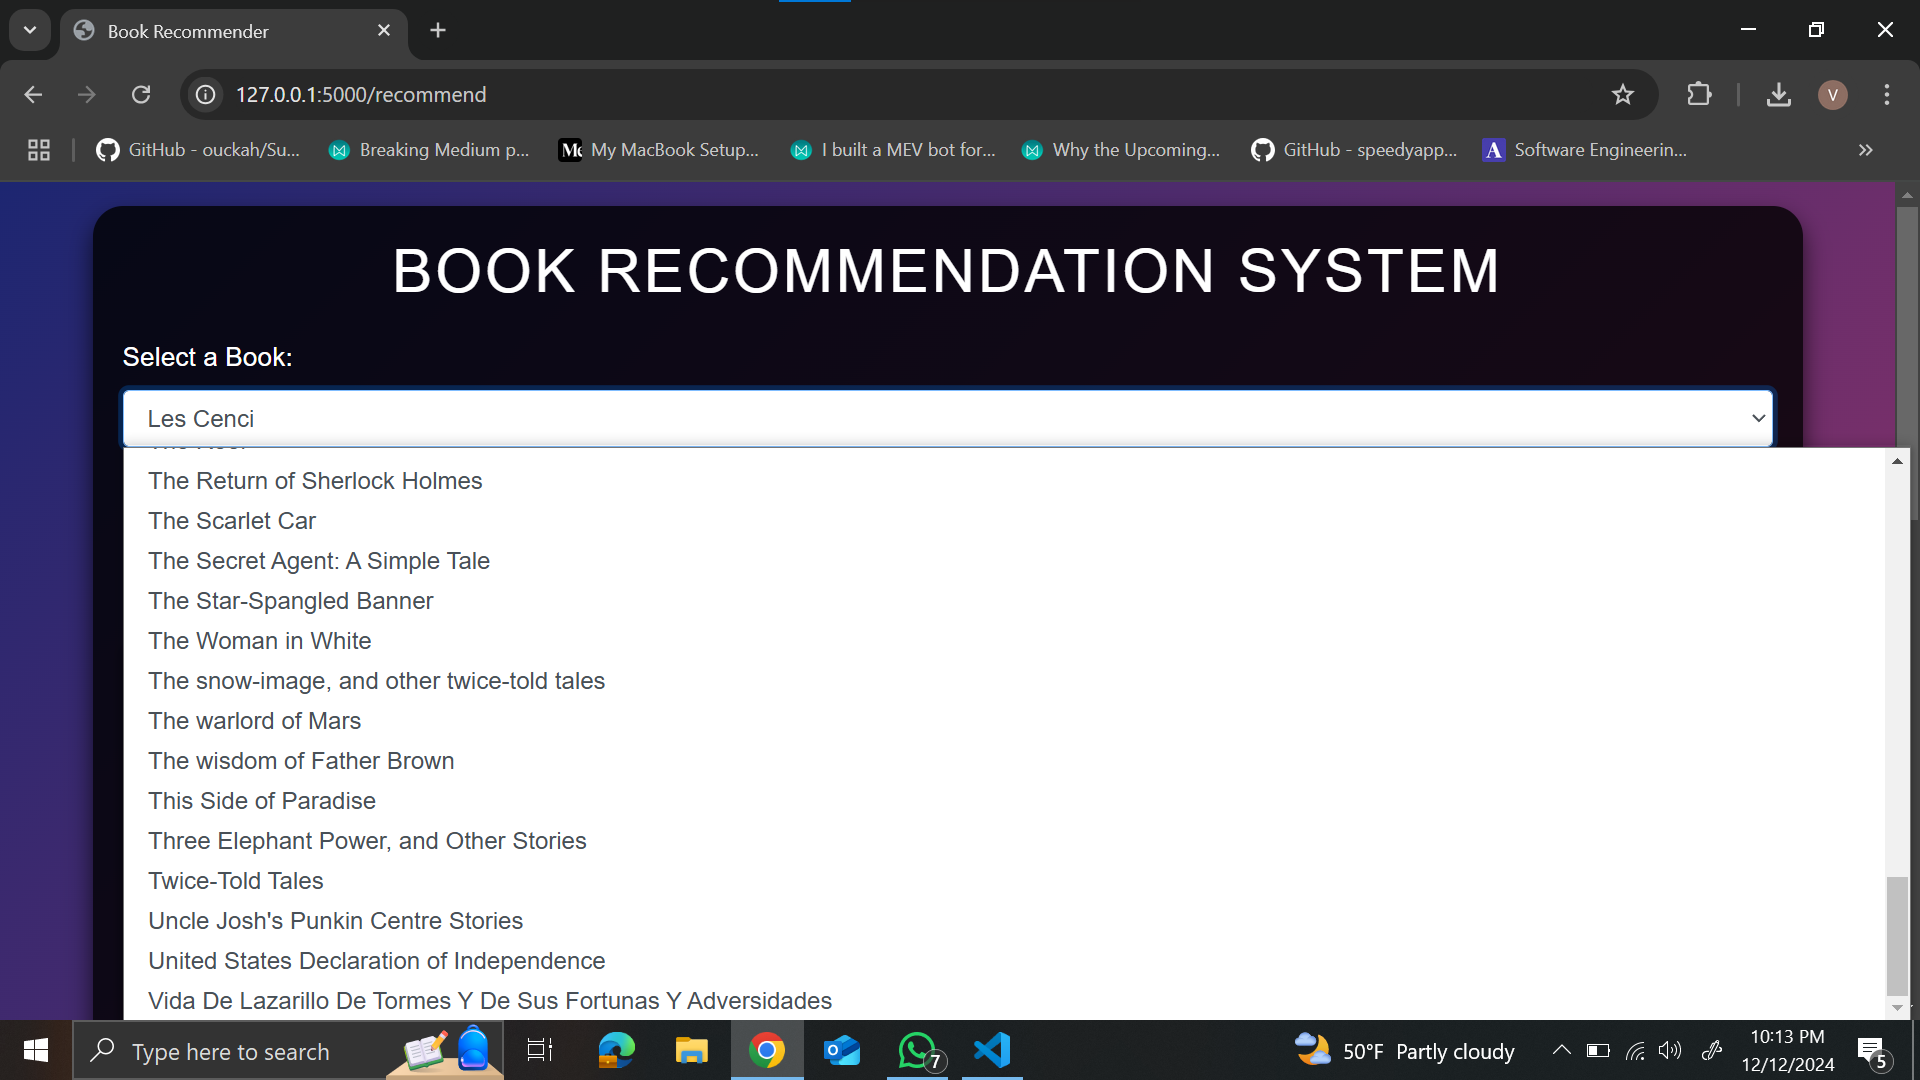 Book Recommender
127.0.0.1:5000/recommend
V
GitHub - ouckah/Su...
Breaking Medium p...
My MacBook Setup...
I built a MEV bot for...
Why the Upcoming...
GitHub - speedyapp...
Software Engineerin...
BOOK RECOMMENDATION SYSTEM
Select a Book:
Les Cenci
The Return of Sherlock Holmes
The Scarlet Car
The Secret Agent: A Simple Tale
The Star-Spangled Banner
The Woman in White
The snow-image, and other twice-told tales
The warlord of Mars
The wisdom of Father Brown
This Side of Paradise
Three Elephant Power, and Other Stories
Twice-Told Tales
Uncle Josh's Punkin Centre Stories
United States Declaration of Independence
Vida De Lazarillo De Tormes Y De Sus Fortunas Y Adversidades
Type here to search
7
50°F Partly cloudy
10:13 PM
12/12/2024
5